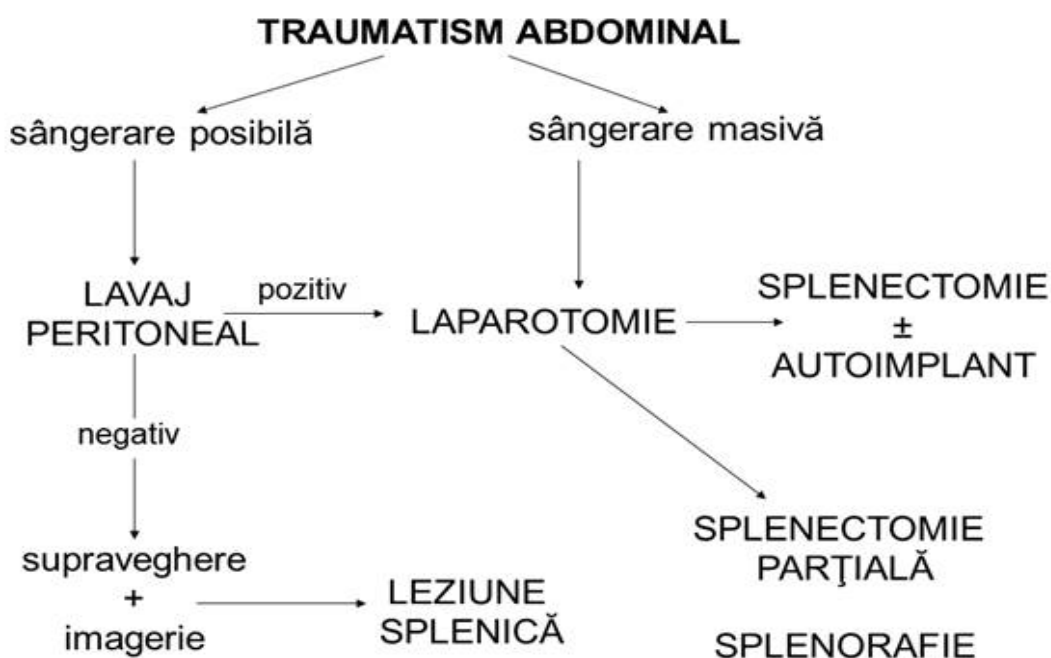 TRAUMATISM ABDOMINAL
sângerare posibilă
sângerare masivă
LAVAJ
PERITONEAL
pozitiv
LAPAROTOMIE
SPLENECTOMIE
±
AUTOIMPLANT
negativ
supraveghere
+
imagerie
LEZIUNE
SPLENICĂ
SPLENECTOMIE
PARŢIALĂ
SPLENORAFIE